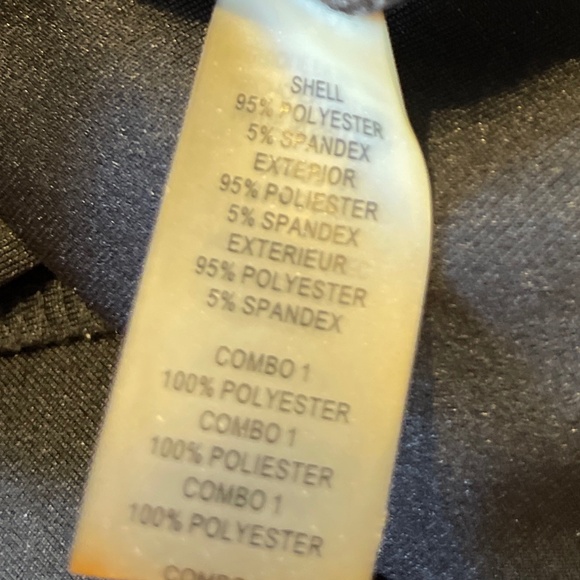 SHELL
95% POLYESTER
5% SPANDEX
EXTERIOR
95% POLIESTER
5% SPANDEX
EXTERIEUR
95% POLYESTER
5% SPANDEX
COMBO 1
100% POLYESTER
COMBO 1
100% POLIESTER
COMBO 1
100% POLYESTER